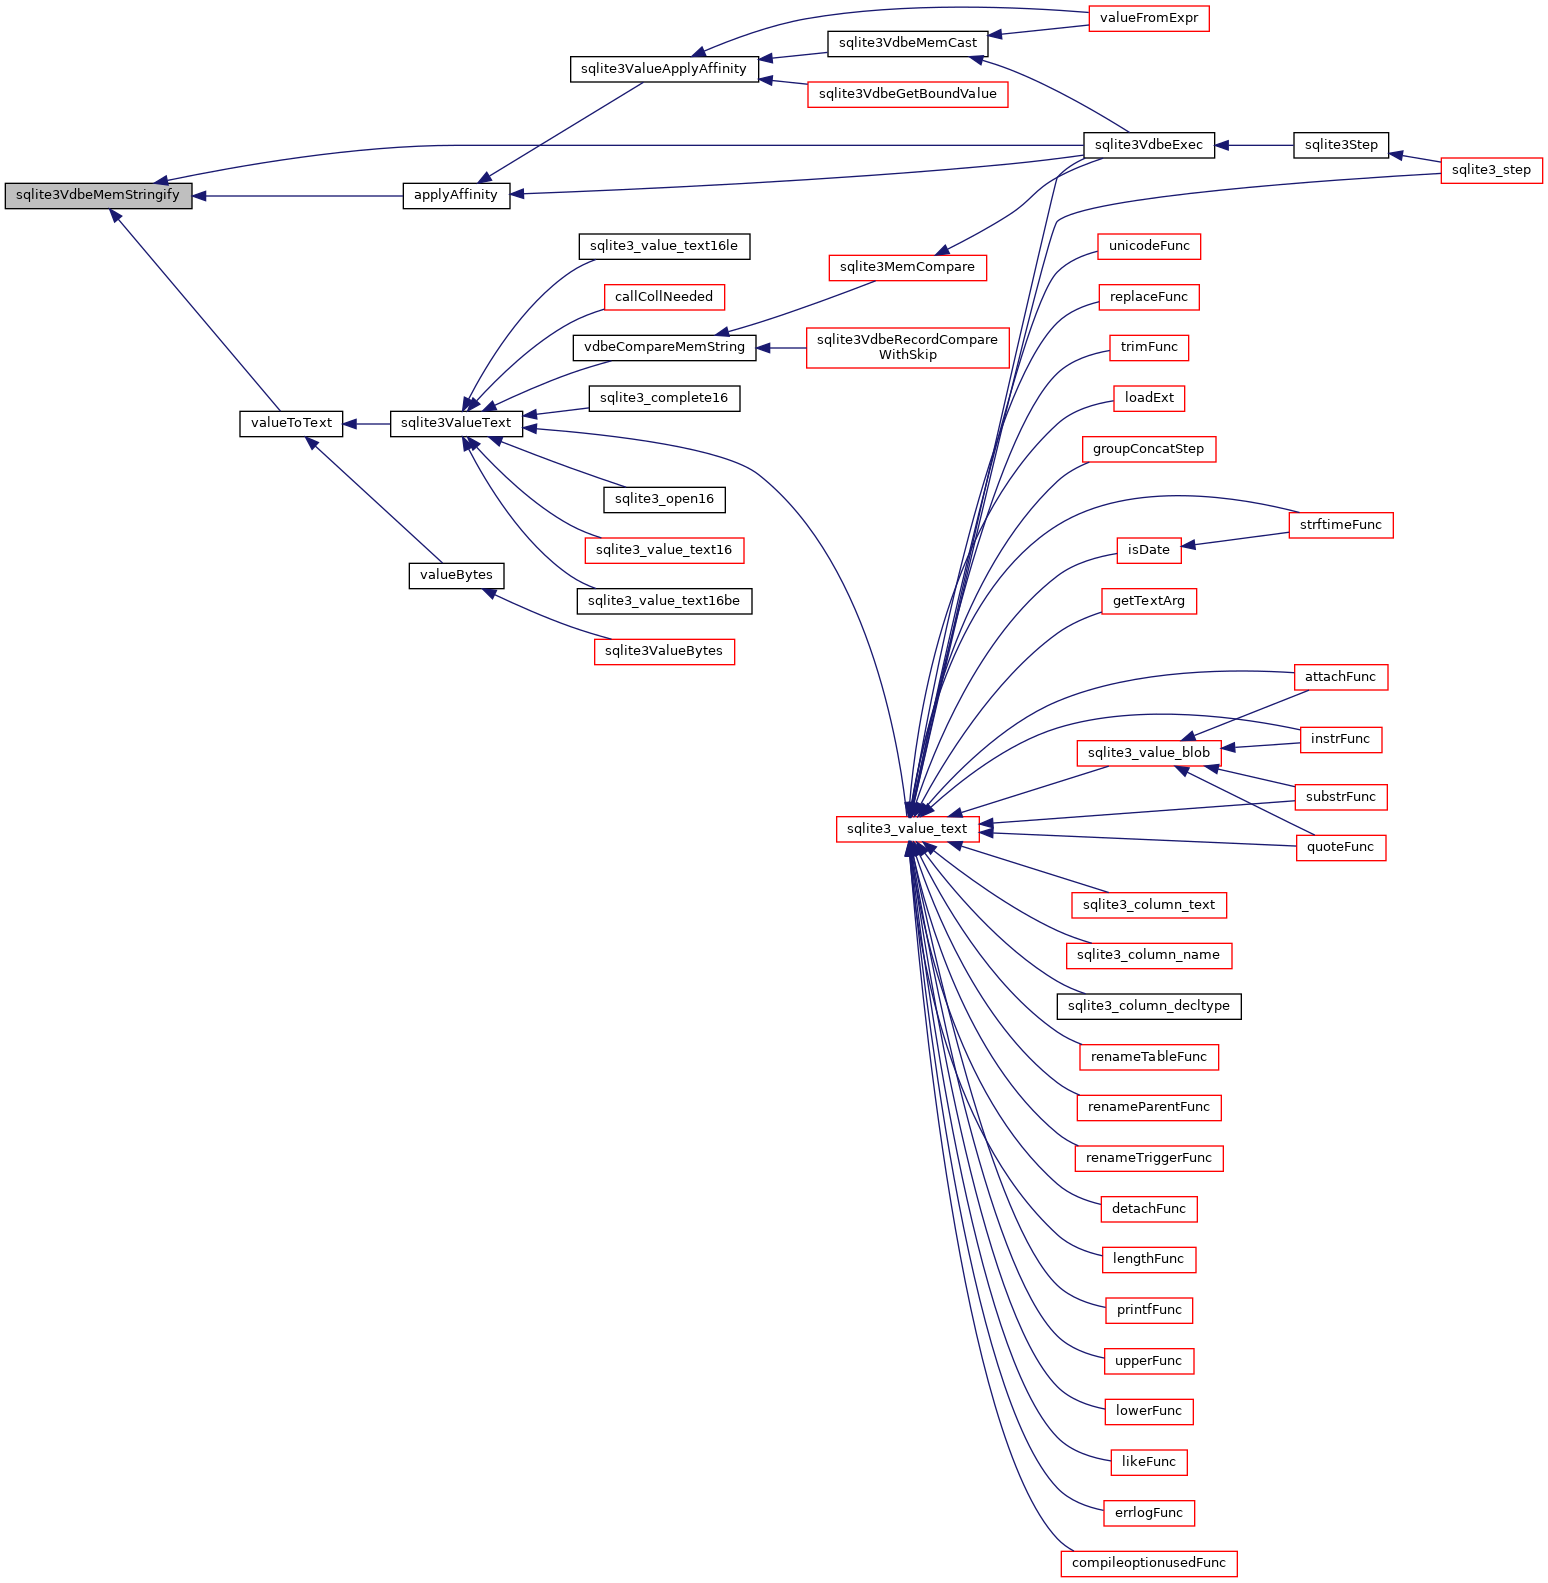 valueFromExpr
sqlite3VdbeMemCast
sqlite3ValueApplyAffinity
sqlite3VdbeGetBoundValue
sqlite3VdbeExec
sqlite3Step
sqlite3_step
sqlite3VdbeMemStringify
applyAffinity
sqlite3_value_text16le
unicodeFunc
sqlite3MemCompare
callCollNeeded
replaceFunc
vdbeCompareMemString
sqlite3VdbeRecordCompare
WithSkip
trimFunc
sqlite3_complete16
loadExt
valueToText
sqlite3ValueText
groupConcatStep
sqlite3_open16
strftimeFunc
sqlite3_value_text16
isDate
valueBytes
sqlite3_value_text16be
getTextArg
sqlite3ValueBytes
attachFunc
instrFunc
sqlite3_value_blob
substrFunc
sqlite3_value_text
quoteFunc
sqlite3_column_text
sqlite3_column_name
sqlite3_column_decltype
renameTableFunc
renameParentFunc
renameTriggerFunc
detachFunc
lengthFunc
printfFunc
upperFunc
lowerFunc
likeFunc
errlogFunc
compileoptionusedFunc